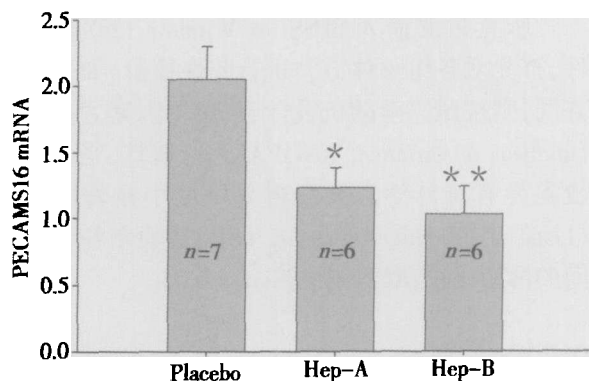 2.5
2.0
1.5
1.0
0.5
0.0
PECAMS16 mRNA
*
**
n=7
n=6
n=6
Placebo
Hep-A
Hep-B